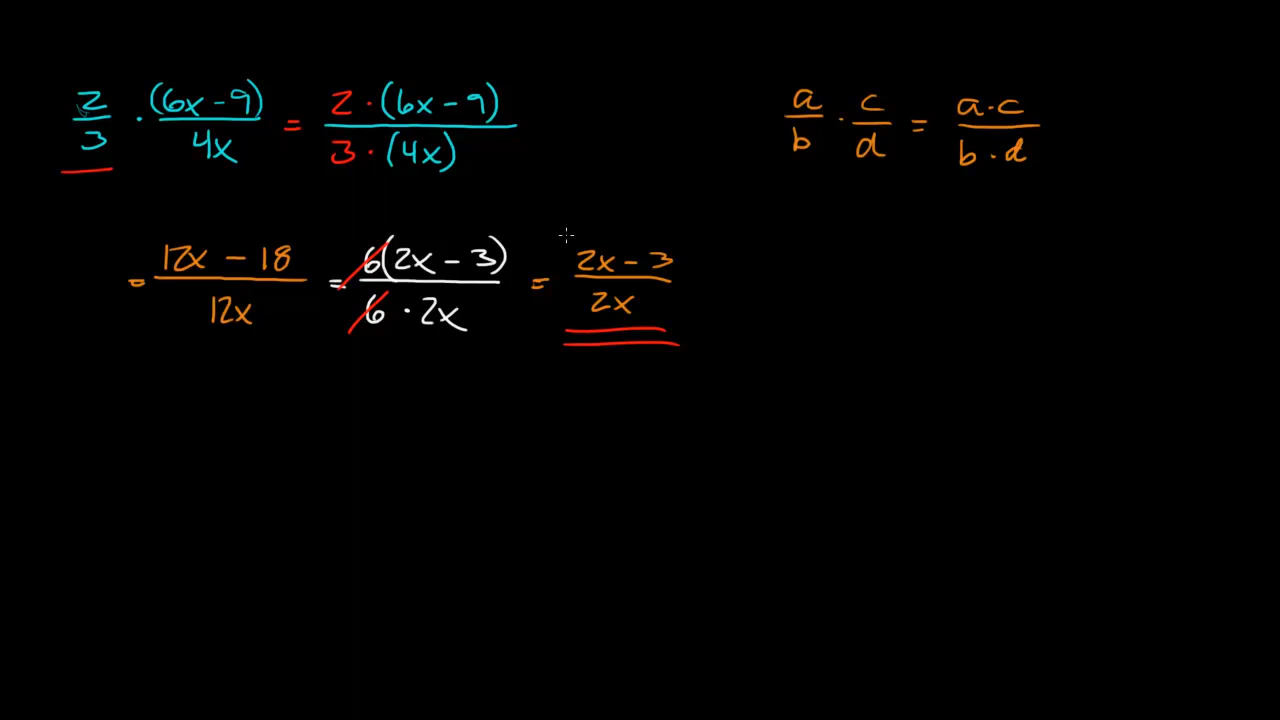 2/3 · (6x - 9)/4x = 2 · (6x - 9)/3 · (4x)
a/b · c/d = a · c/b · d
= 12x - 18/12x = 6(2x - 3)/6 · 2x = 2x - 3/2x